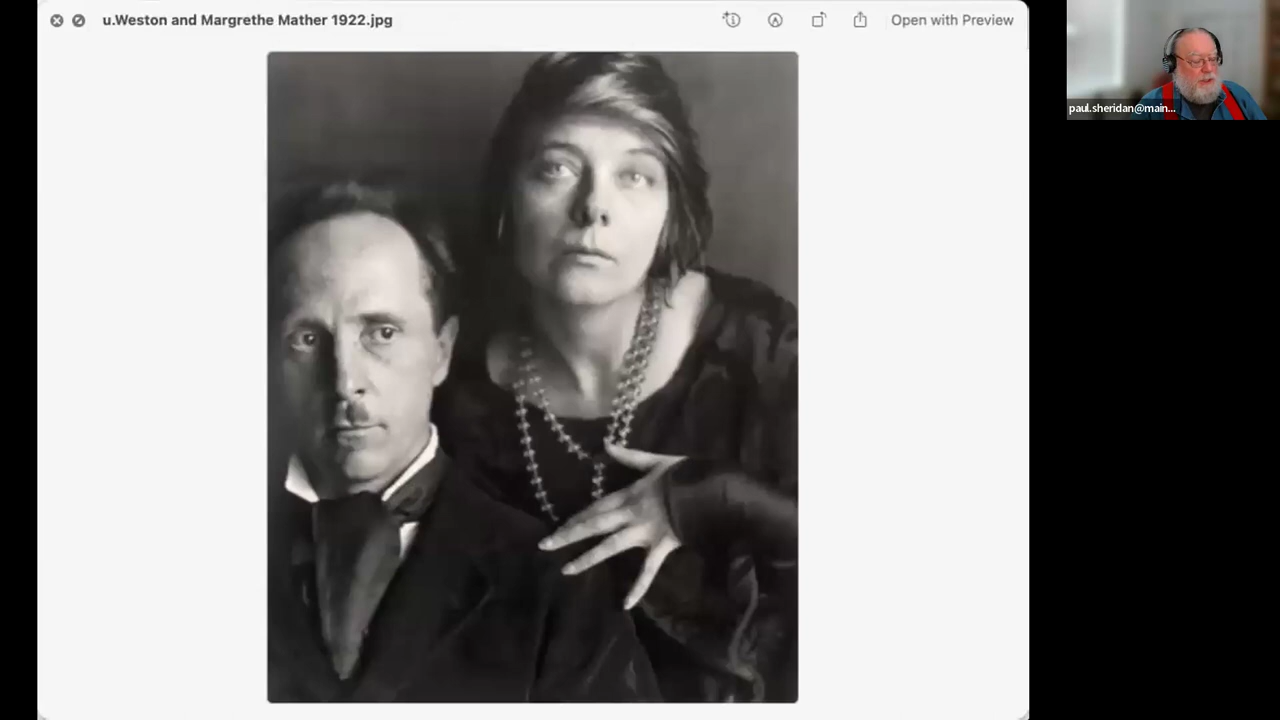 u.Weston and Margrethe Mather 1922.jpg
Open with Preview
paul.sheridan@main...